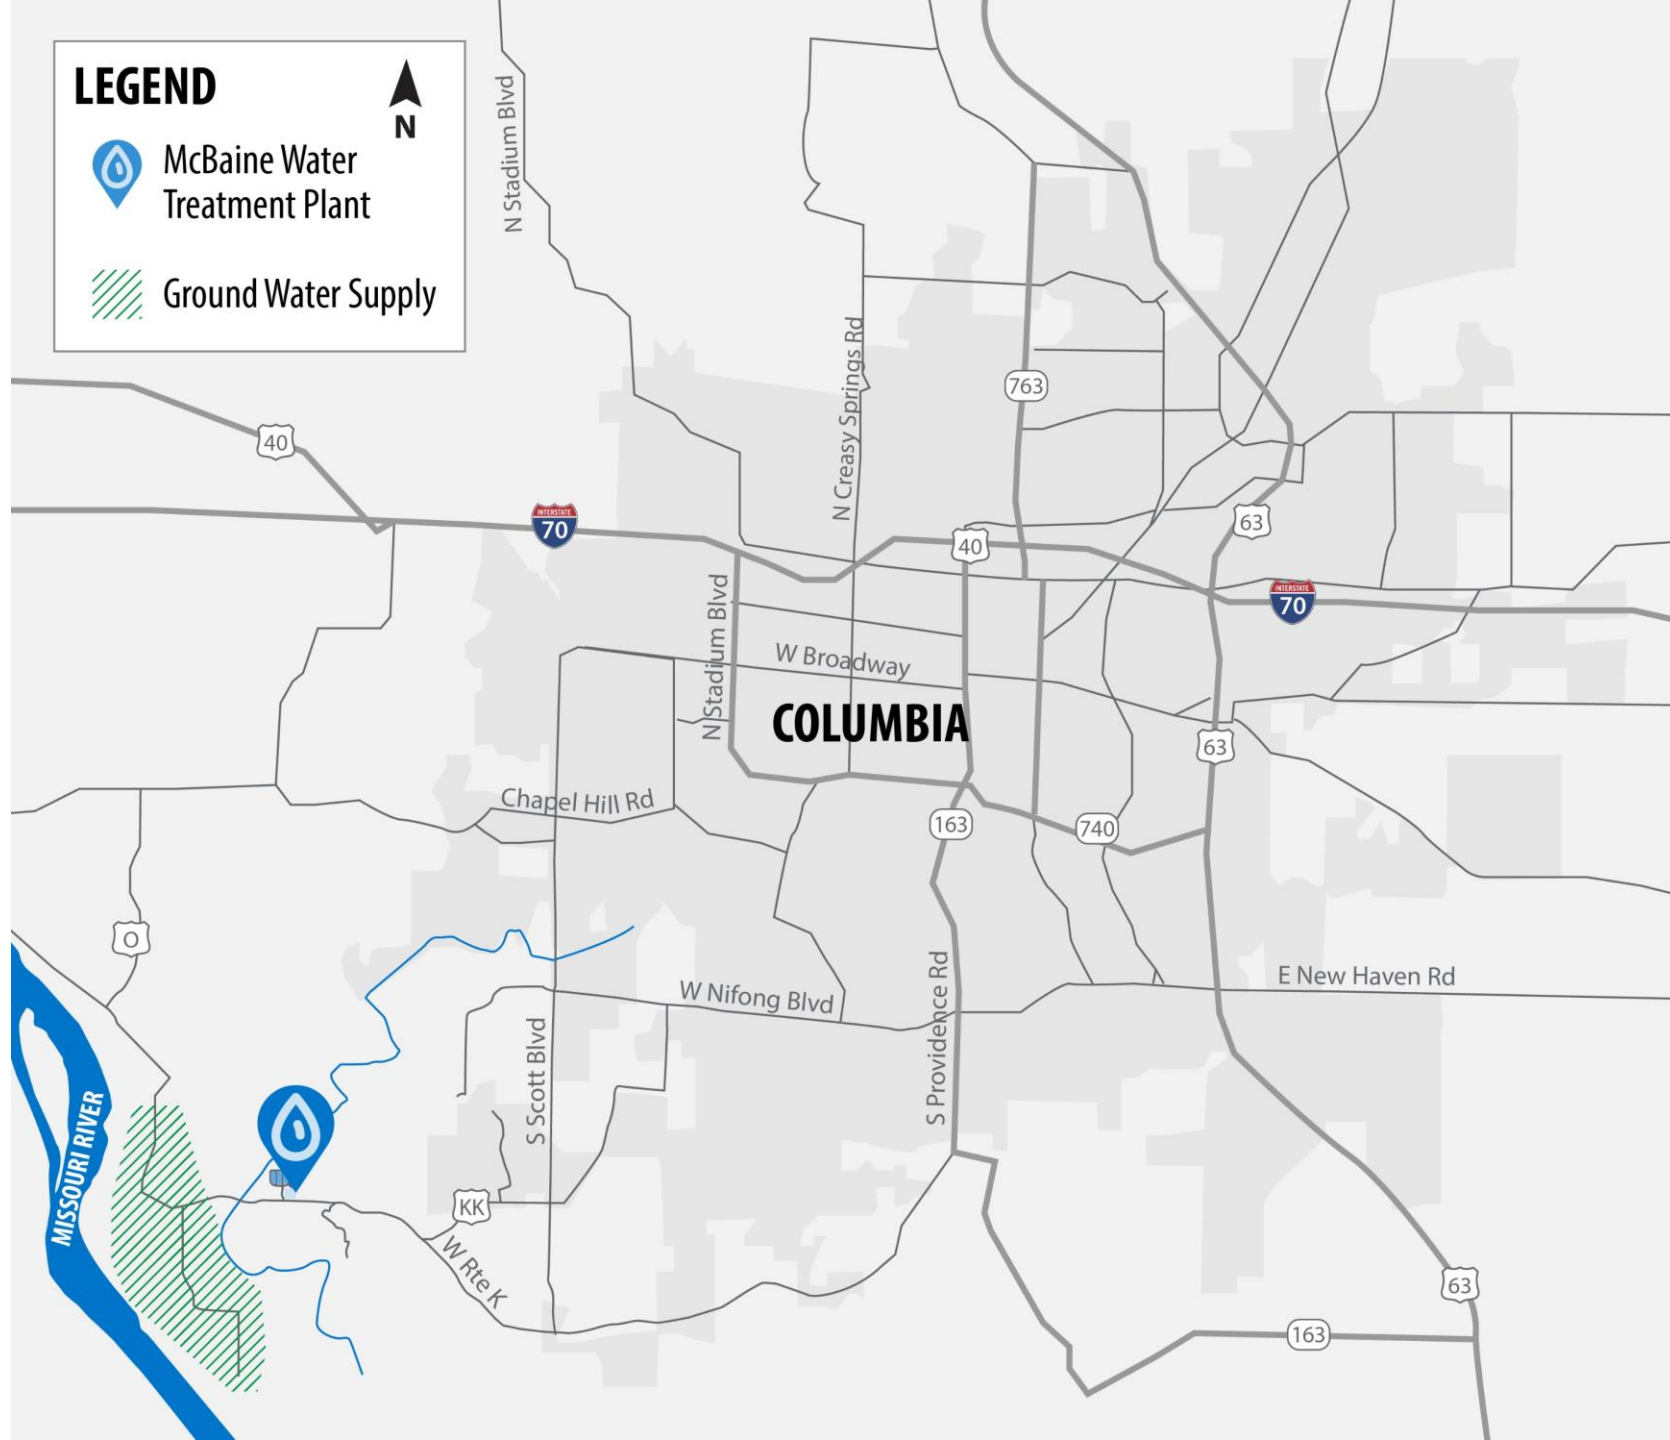 LEGEND
N
McBaine Water
Treatment Plant
Ground Water Supply
N Stadium Blvd
N Creasy Springs Rd
763
40
INTERSTATE
70
40
63
INTERSTATE
70
N Stadium Blvd
W Broadway
COLUMBIA
63
Chapel Hill Rd
163
740
O
E New Haven Rd
W Nifong Blvd
S Providence Rd
S Scott Blvd
MISSOURI RIVER
KK
W Rte K
63
163